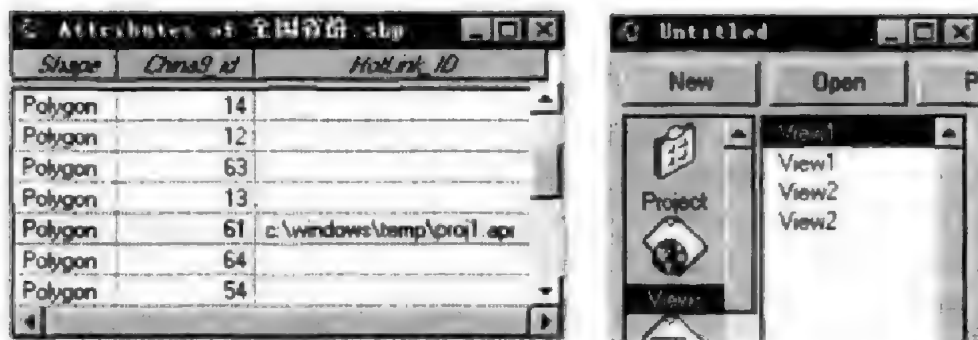 Attributes of 全国省份.shp
Shape China9_id HotLink_ID
Polygon 14
Polygon 12
Polygon 63
Polygon 13
Polygon 61 c:\windows\temp\proj1.apr
Polygon 64
Polygon 54
Untitled
New Open P
Project
Views
View1
View1
View2
View2